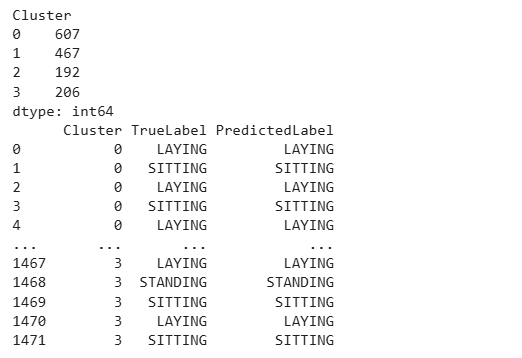 Cluster
0    607
1    467
2    192
3    206
dtype: int64
      Cluster TrueLabel PredictedLabel
0           0    LAYING         LAYING
1           0   SITTING        SITTING
2           0    LAYING         LAYING
3           0   SITTING        SITTING
4           0    LAYING         LAYING
...       ...       ...            ...
1467        3    LAYING         LAYING
1468        3  STANDING       STANDING
1469        3   SITTING        SITTING
1470        3    LAYING         LAYING
1471        3   SITTING        SITTING